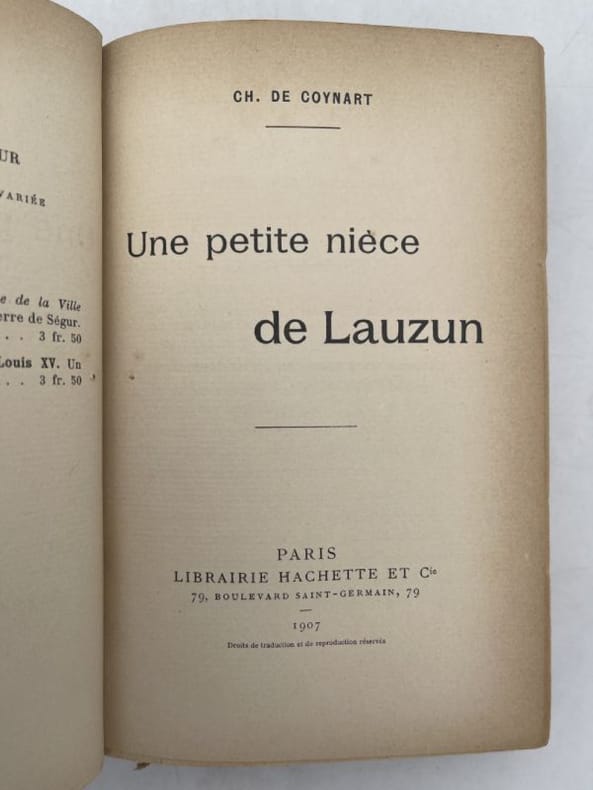 UR
VARIÉE
e de la Ville
erre de Ségur.
. . . 3 fr. 50
Louis XV. Un
. . . 3 fr. 50
CH. DE COYNART
Une petite nièce
de Lauzun
PARIS
LIBRAIRIE HACHETTE ET Cie
79, BOULEVARD SAINT-GERMAIN, 79
1907
Droits de traduction et de reproduction réservés